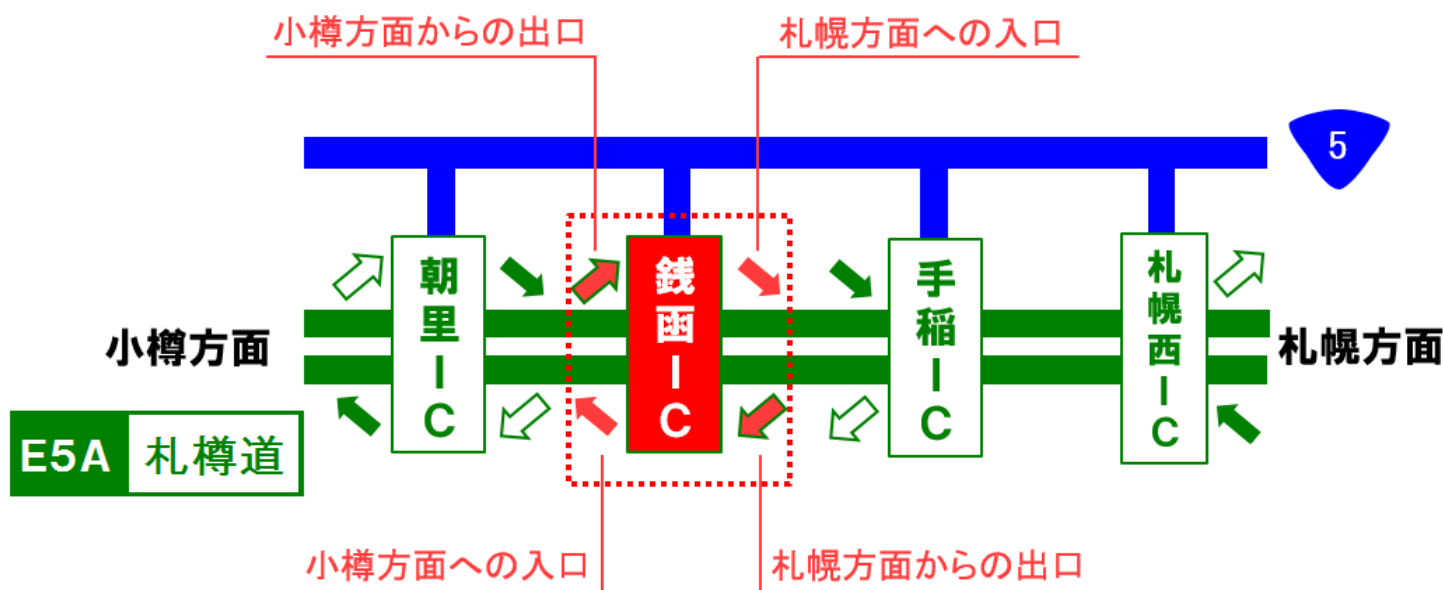 小樽方面からの出口
札幌方面への入口
5
朝里IC
銭函IC
手稲IC
札幌西IC
小樽方面
札幌方面
E5A 札樽道
小樽方面への入口
札幌方面からの出口